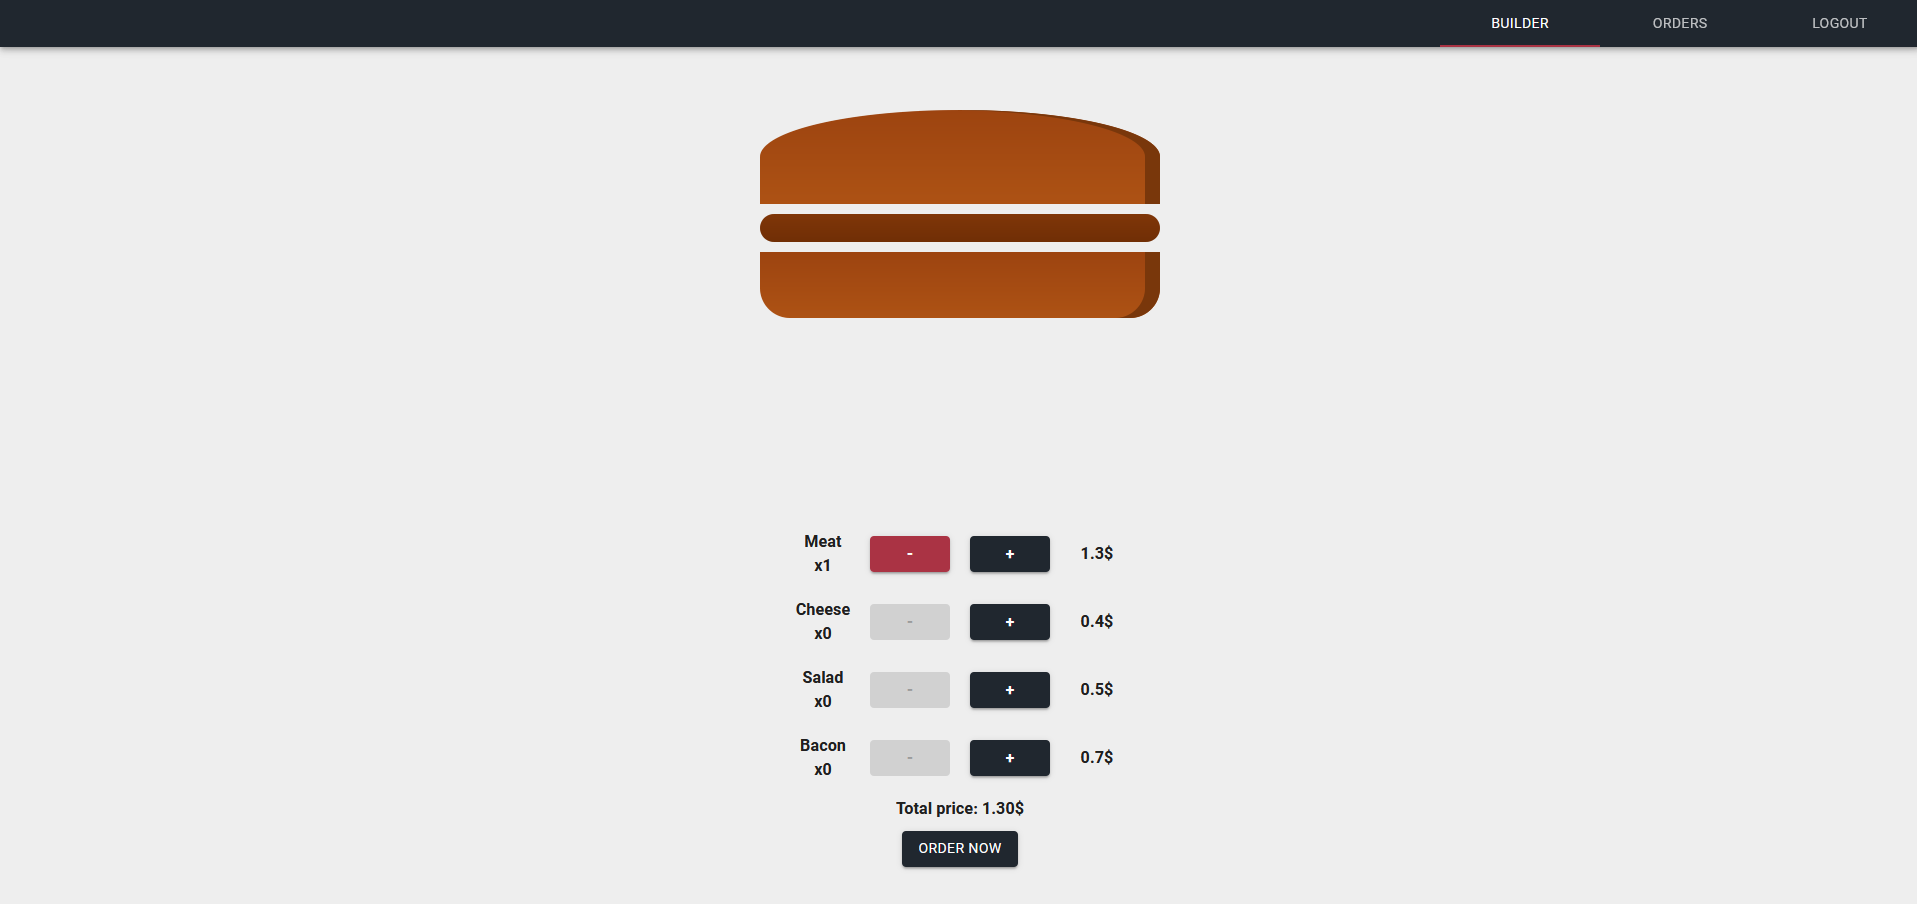 BUILDER ORDERS LOGOUT
Meat
x1
- + 1.3$
Cheese
x0
- + 0.4$
Salad
x0
- + 0.5$
Bacon
x0
- + 0.7$
Total price: 1.30$
ORDER NOW